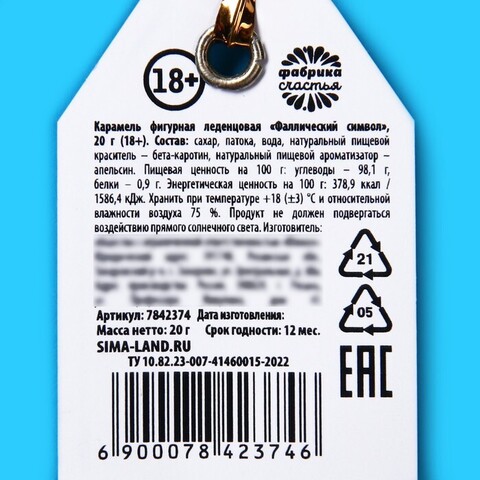 18+
фабрика
счастья
Карамель фигурная леденцовая «Фаллический символ»,
20 г (18+). Состав: сахар, патока, вода, натуральный пищевой
краситель – бета-каротин, натуральный пищевой ароматизатор –
апельсин. Пищевая ценность на 100 г: углеводы – 98,1 г,
белки – 0,9 г. Энергетическая ценность на 100 г: 378,9 ккал /
1586,4 кДж. Хранить при температуре +18 (±3) °С и относительной
влажности воздуха 75 %. Продукт не должен подвергаться
воздействию прямого солнечного света. Изготовитель:
21
05
Артикул: 7842374 Дата изготовления:
Масса нетто: 20 г Срок годности: 12 мес.
SIMA-LAND.RU
ТУ 10.82.23-007-41460015-2022
EAC
6 900078 423746